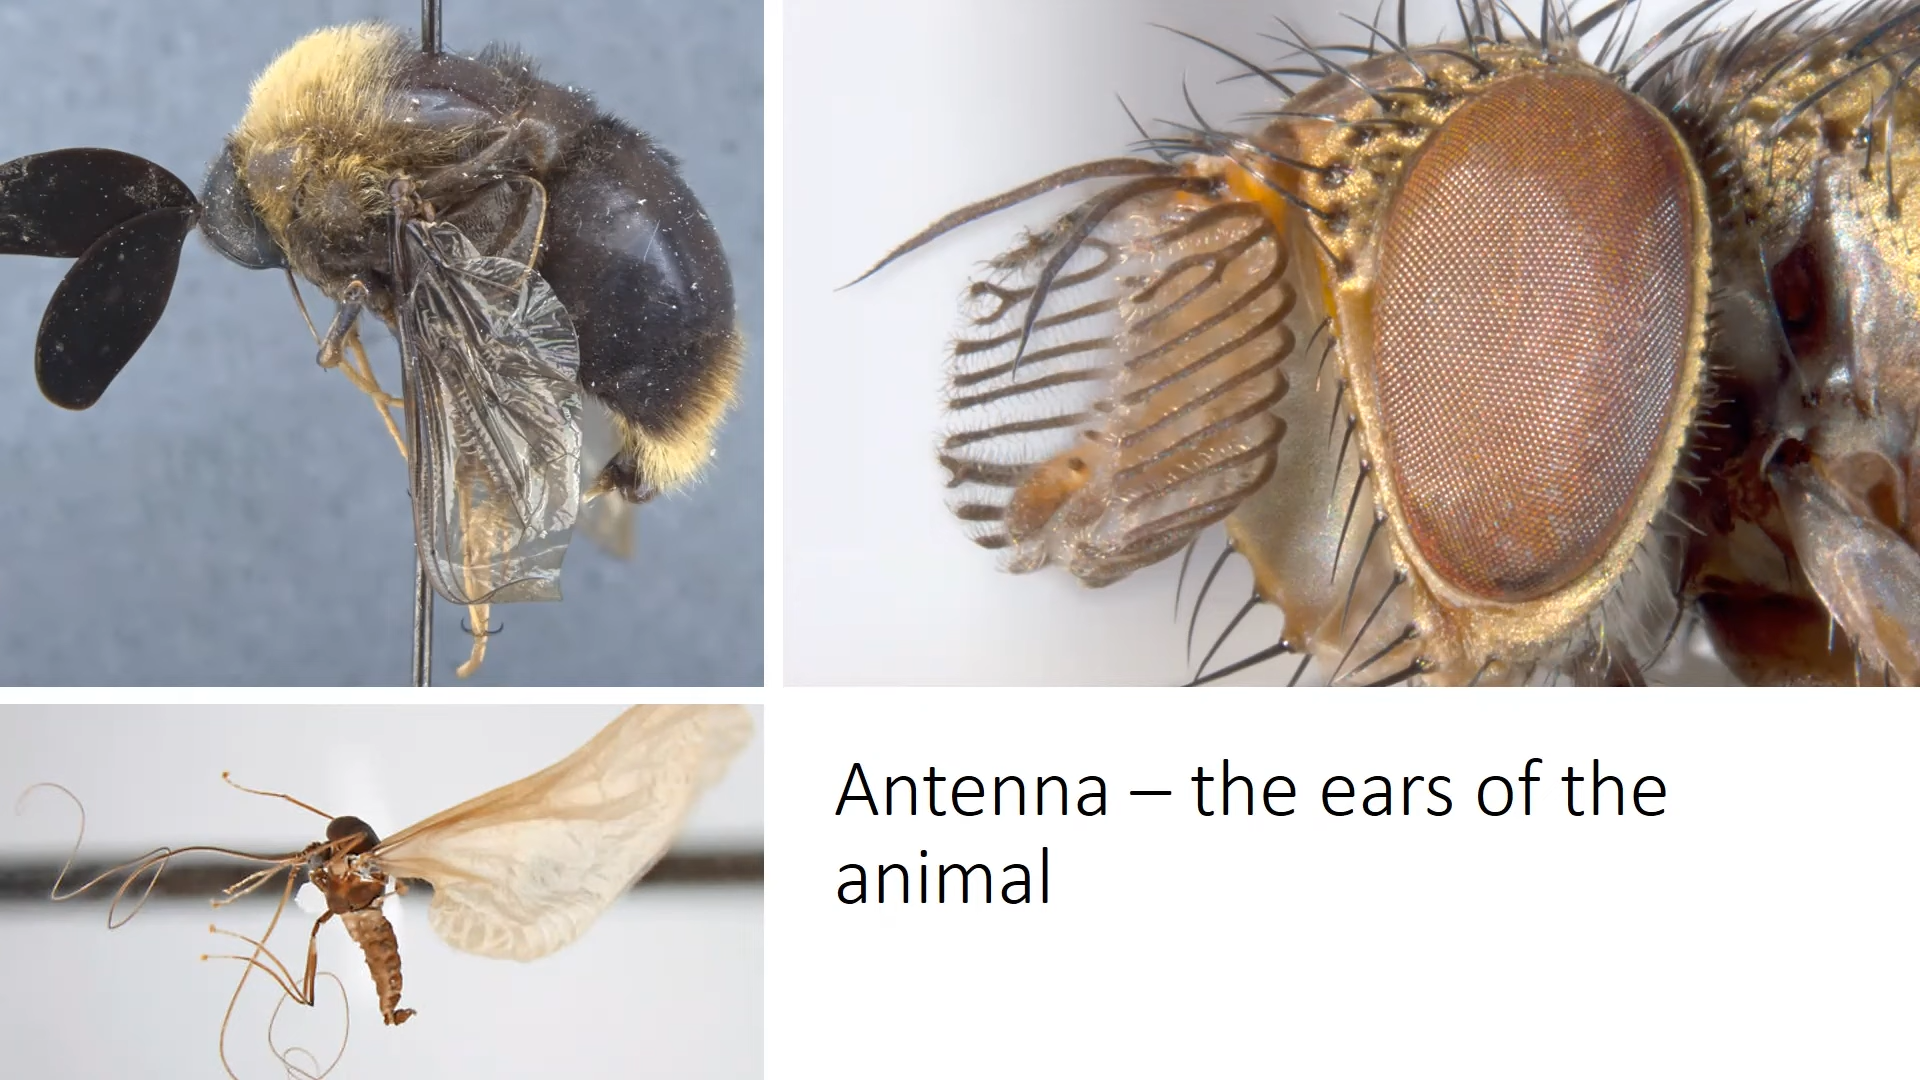 Antenna – the ears of the
animal